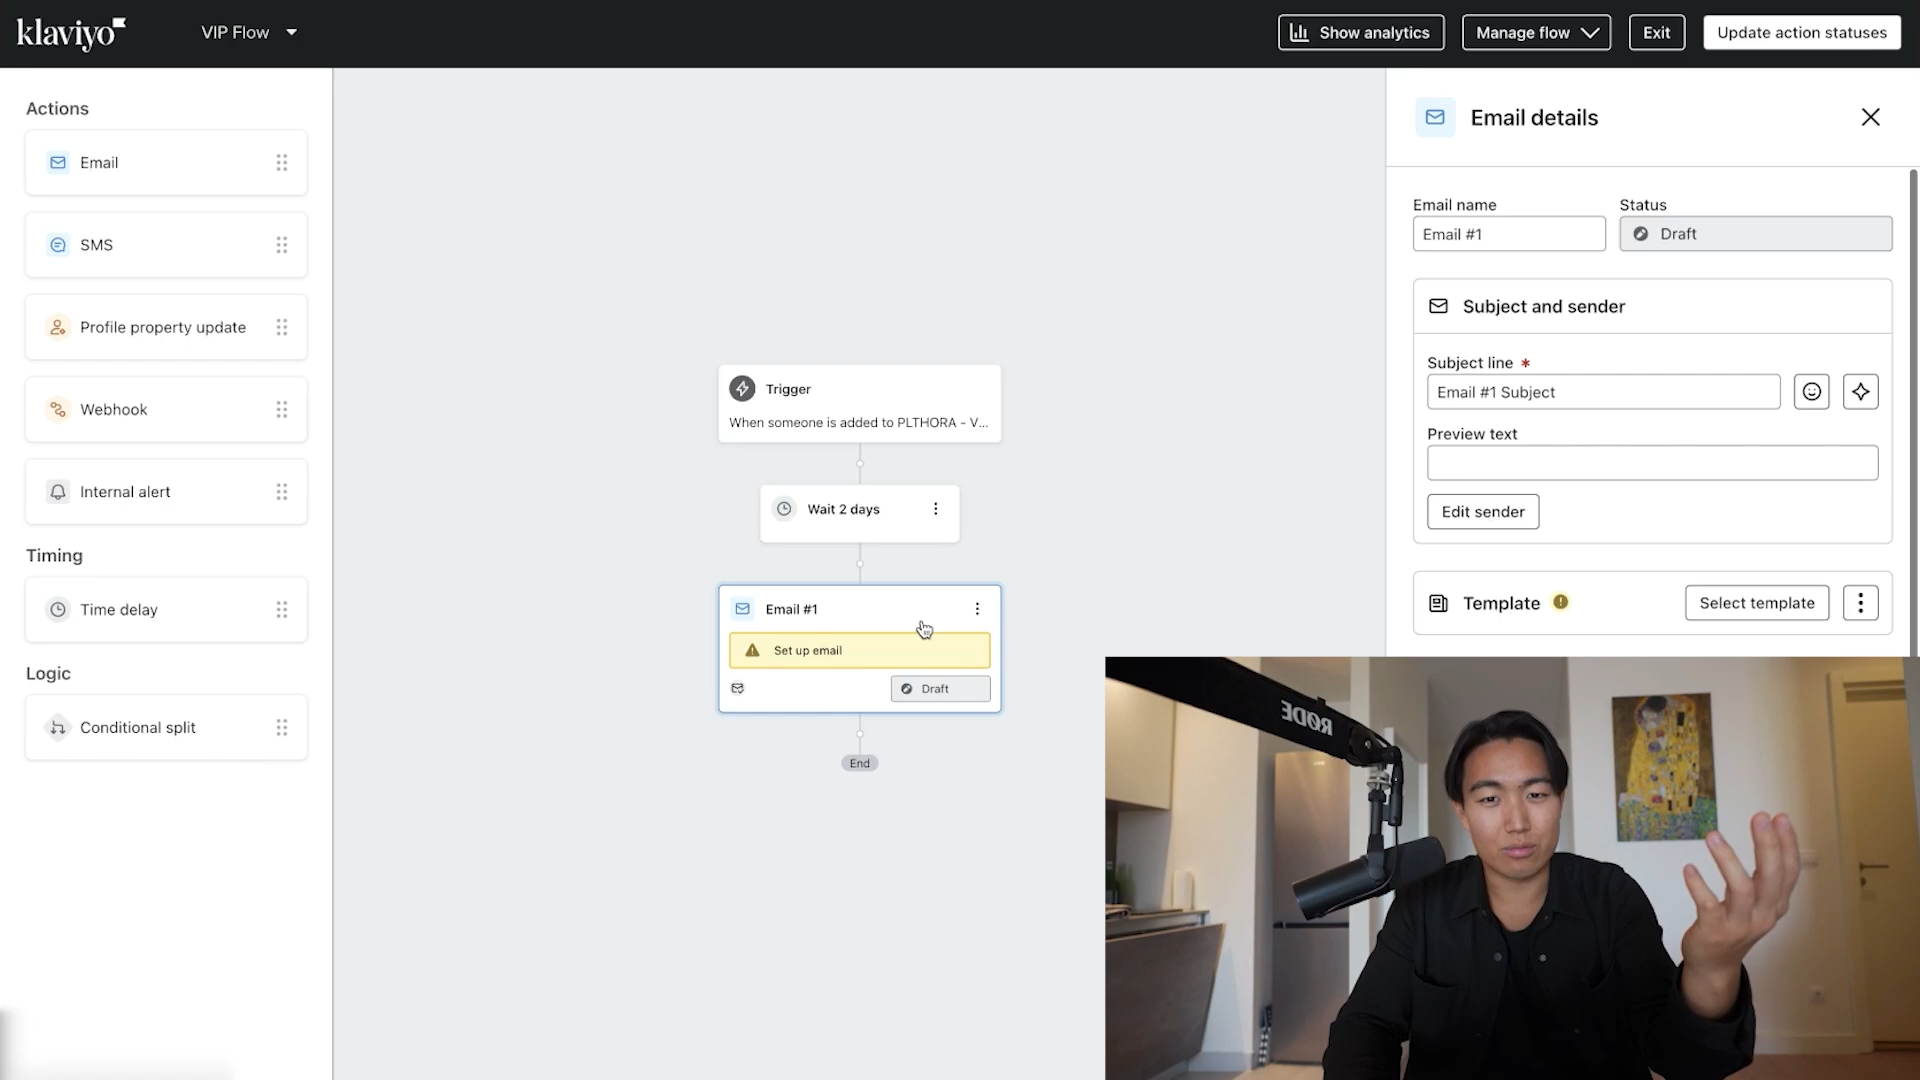 klaviyo
VIP Flow
Show analytics
Manage flow
Exit
Update action statuses
Actions
Email
SMS
Profile property update
Webhook
Internal alert
Timing
Time delay
Logic
Conditional split
Trigger
When someone is added to PLTHORA - V...
Wait 2 days
Email #1
Set up email
Draft
End
Email details
Email name
Status
Email #1
Draft
Subject and sender
Subject line *
Email #1 Subject
Preview text
Edit sender
Template
Select template
RØDE